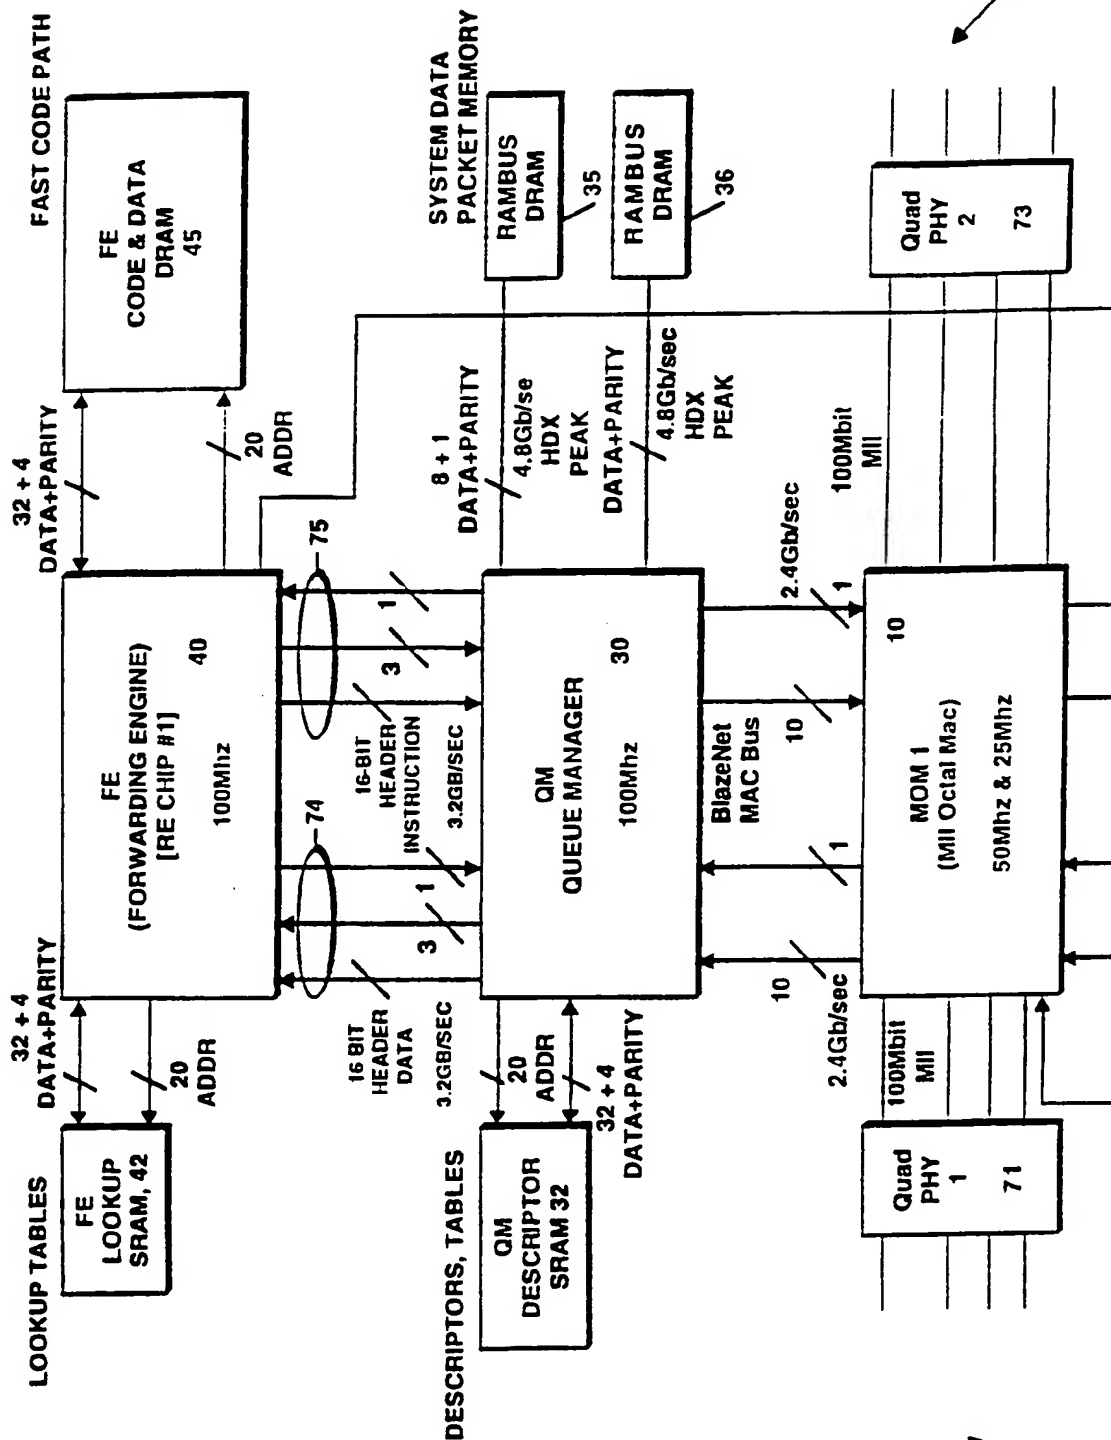 LOOKUP TABLES
FE
LOOKUP
SRAM, 42
32 + 4
DATA+PARITY
20
ADDR
FE
(FORWARDING ENGINE)
[RE CHIP #1]
40
100Mhz
32 + 4
DATA+PARITY
20
ADDR
FAST CODE PATH
FE
CODE & DATA
DRAM
45
74
75
16 BIT
HEADER
DATA
3.2GB/SEC
3
1
16-BIT
HEADER
INSTRUCTION
3.2GB/SEC
3
1
DESCRIPTORS, TABLES
QM
DESCRIPTOR
SRAM 32
20
ADDR
32 + 4
DATA+PARITY
QM
QUEUE MANAGER
30
100Mhz
8 + 1
DATA+PARITY
4.8Gb/se
HDX
PEAK
DATA+PARITY
4.8Gb/sec
HDX
PEAK
SYSTEM DATA
PACKET MEMORY
RAMBUS
DRAM
35
RAMBUS
DRAM
36
10
2.4Gb/sec
1
BlazeNet
MAC Bus
10
2.4Gb/sec
1
100Mbit
MII
Quad
PHY
1
71
MOM 1
(MII Octal Mac)
10
50Mhz & 25Mhz
100Mbit
MII
Quad
PHY
2
73